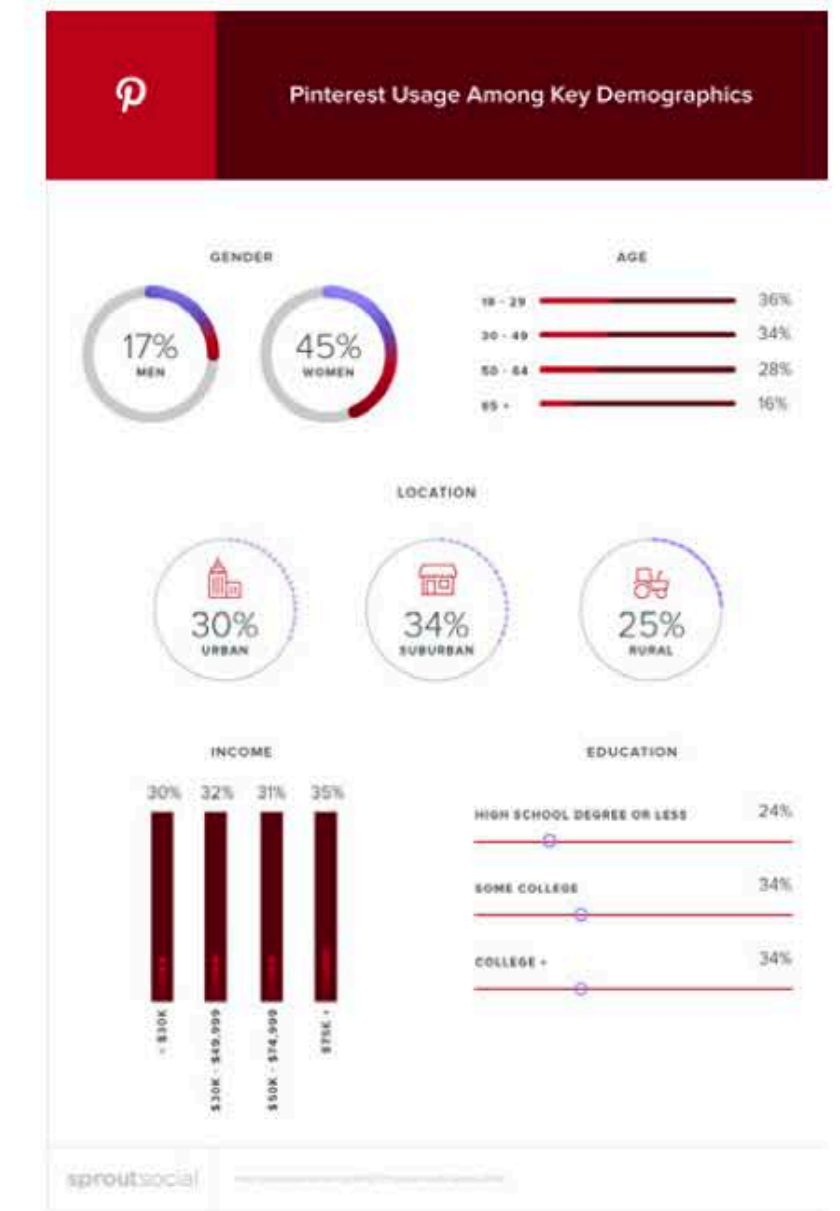 Pinterest Usage Among Key Demographics
GENDER
17%
MEN
45%
WOMEN
AGE
18 - 29 36%
30 - 49 34%
50 - 64 28%
65 + 16%
LOCATION
30%
URBAN
34%
SUBURBAN
25%
RURAL
INCOME
30% 32% 31% 35%
< $30K
$30K - $49,999
$50K - $74,999
$75K +
EDUCATION
HIGH SCHOOL DEGREE OR LESS 24%
SOME COLLEGE 34%
COLLEGE + 34%
sproutsocial